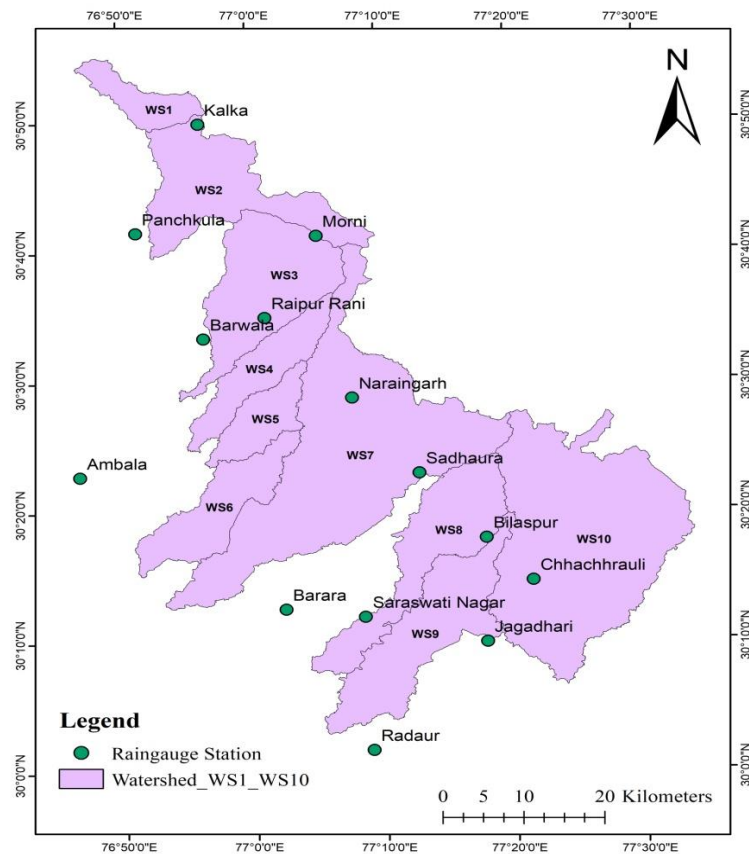 76°50'0"E 77°0'0"E 77°10'0"E 77°20'0"E 77°30'0"E
N
WS1
Kalka
30°50'0"N
30°50'0"N
WS2
Panchkula
Morni
30°40'0"N
30°40'0"N
WS3
Raipur Rani
Barwala
WS4
30°30'0"N
30°30'0"N
Naraingarh
WS5
WS7
Ambala
Sadhaura
WS6
30°20'0"N
30°20'0"N
WS8
Bilaspur
WS10
Chhachhrauli
Barara
Saraswati Nagar
WS9
Jagadhari
30°10'0"N
30°10'0"N
Legend
Raingauge Station
Watershed_WS1_WS10
Radaur
30°0'0"N
30°0'0"N
0 5 10 20 Kilometers
76°50'0"E 77°0'0"E 77°10'0"E 77°20'0"E 77°30'0"E